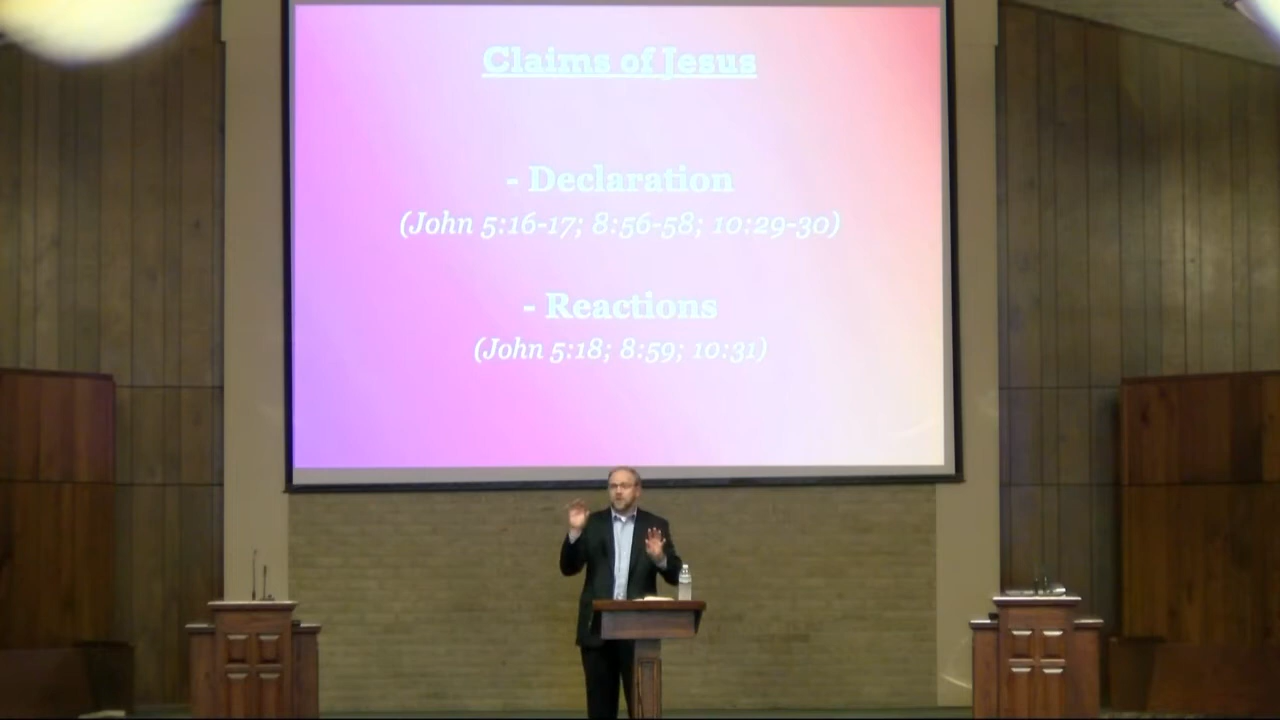 Claims of Jesus
- Declaration
(John 5:16-17; 8:56-58; 10:29-30)
- Reactions
(John 5:18; 8:59; 10:31)